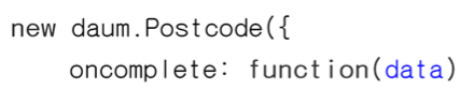 new daum.Postcode({
    oncomplete: function(data)